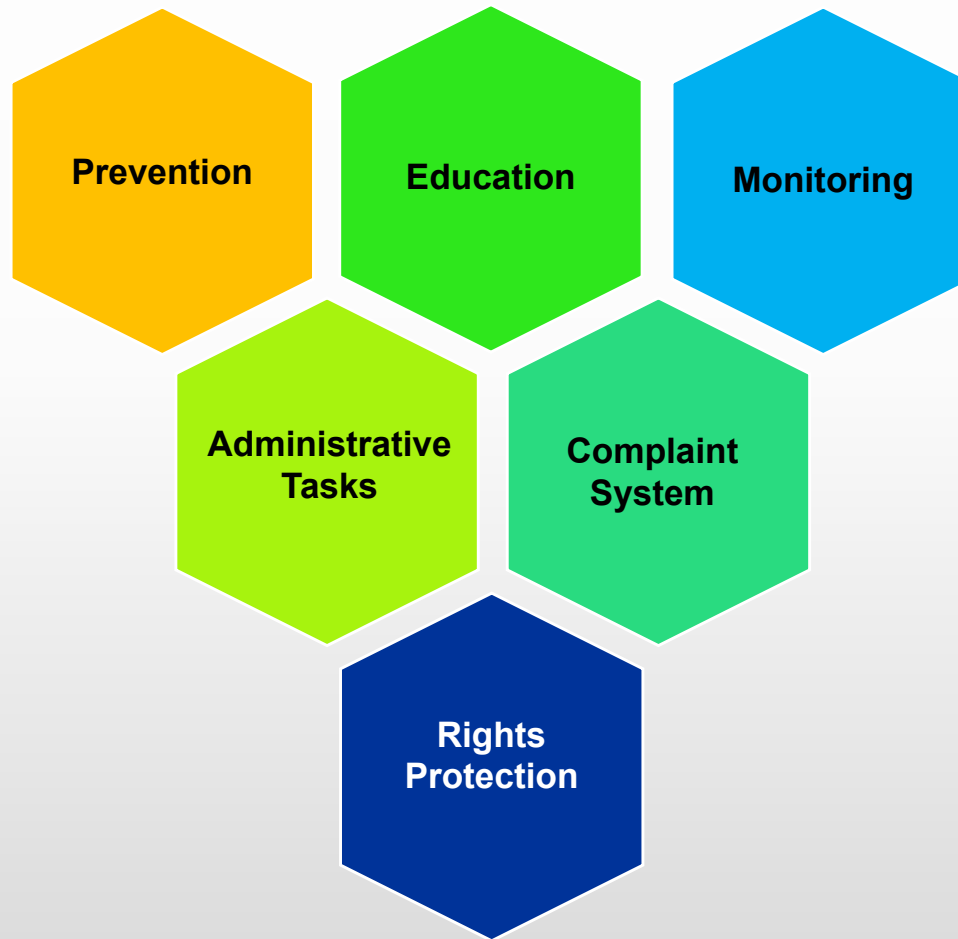 Prevention
Education
Monitoring
Administrative
Tasks
Complaint
System
Rights
Protection